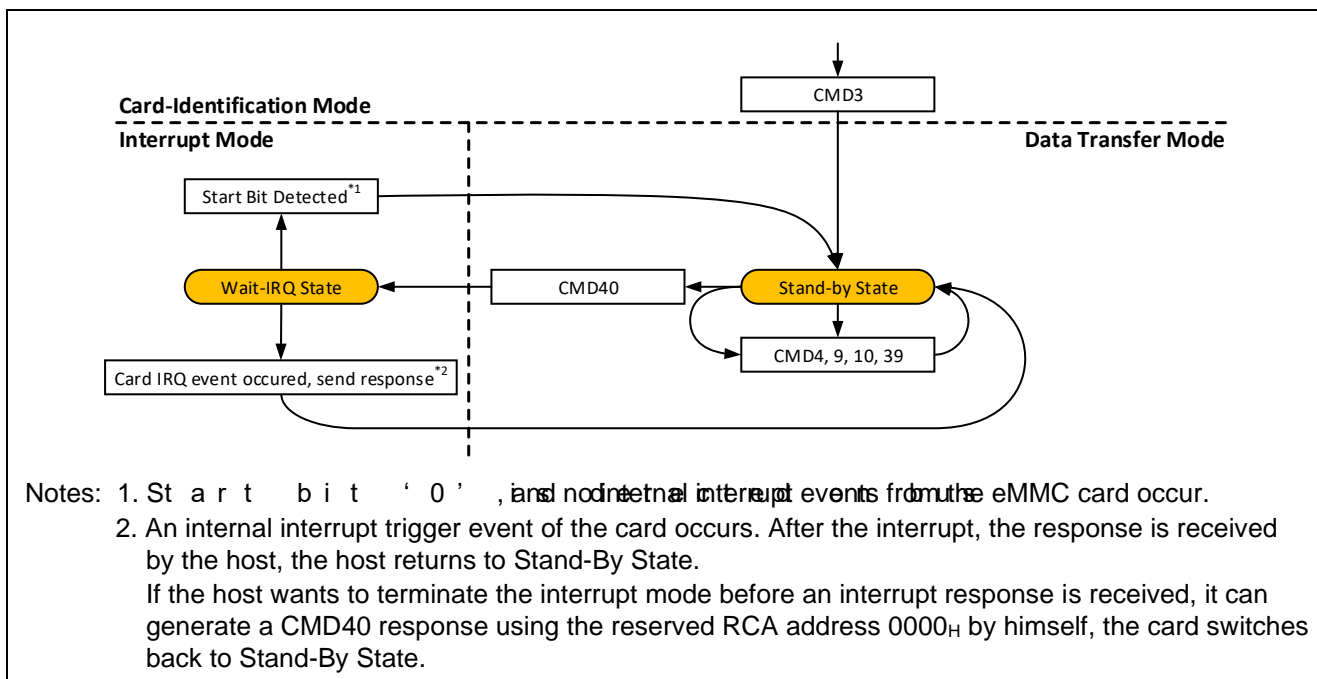 CMD3
Card-Identification Mode
Interrupt Mode
Data Transfer Mode
Start Bit Detected*1
Wait-IRQ State
CMD40
Stand-by State
CMD4, 9, 10, 39
Card IRQ event occured, send response*2
Notes: 1. Start bit ‘0’ , and no internal interrupt events from the eMMC card occur.
2. An internal interrupt trigger event of the card occurs. After the interrupt, the response is received
by the host, the host returns to Stand-By State.
If the host wants to terminate the interrupt mode before an interrupt response is received, it can
generate a CMD40 response using the reserved RCA address 0000H by himself, the card switches
back to Stand-By State.